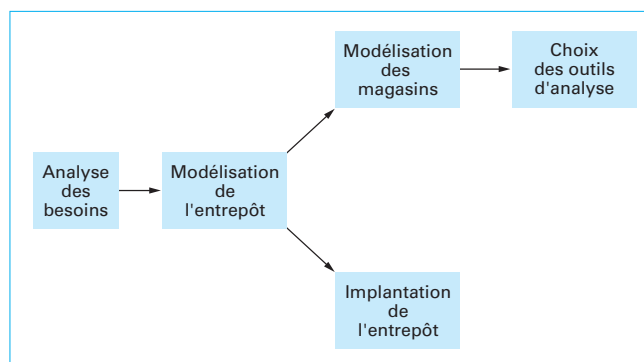 Analyse
des
besoins
Modélisation
de
l'entrepôt
Modélisation
des
magasins
Choix
des outils
d'analyse
Implantation
de
l'entrepôt